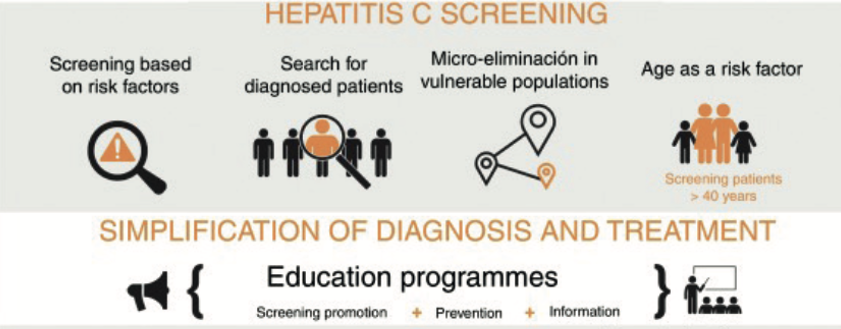 HEPATITIS C SCREENING
Screening based
on risk factors
Search for
diagnosed patients
Micro-eliminación in
vulnerable populations
Age as a risk factor
Screening patients
> 40 years
SIMPLIFICATION OF DIAGNOSIS AND TREATMENT
{ Education programmes }
Screening promotion + Prevention + Information